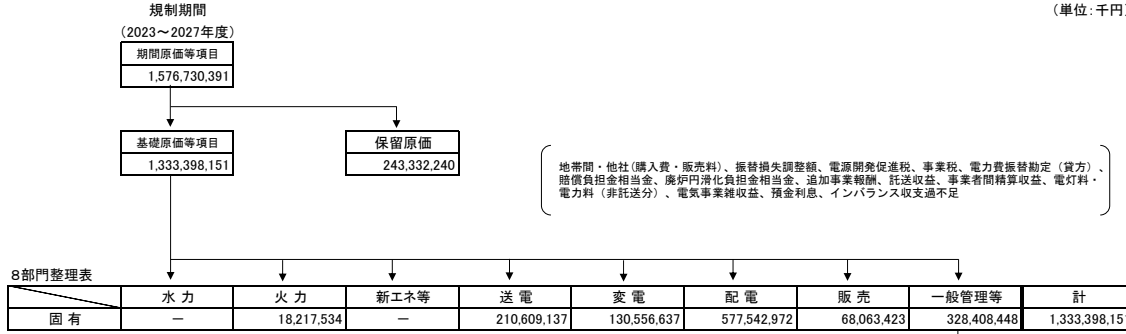 規制期間
(単位:千円)
(2023～2027年度)
期間原価等項目
1,576,730,391
基礎原価等項目 保留原価
1,333,398,151 243,332,240
地帯間・他社(購入費・販売料)、振替損失調整額、電源開発促進税、事業税、電力費振替勘定(貸方)、
賠償負担金相当金、廃炉円滑化負担金相当金、追加事業報酬、託送収益、事業者間精算収益、電灯料・
電力料(非託送分)、電気事業雑収益、預金利息、インバランス収支過不足
8部門整理表
水 力 火 力 新エネ等 送 電 変 電 配 電 販 売 一般管理等 計
固 有 － 18,217,534 － 210,609,137 130,556,637 577,542,972 68,063,423 328,408,448 1,333,398,151